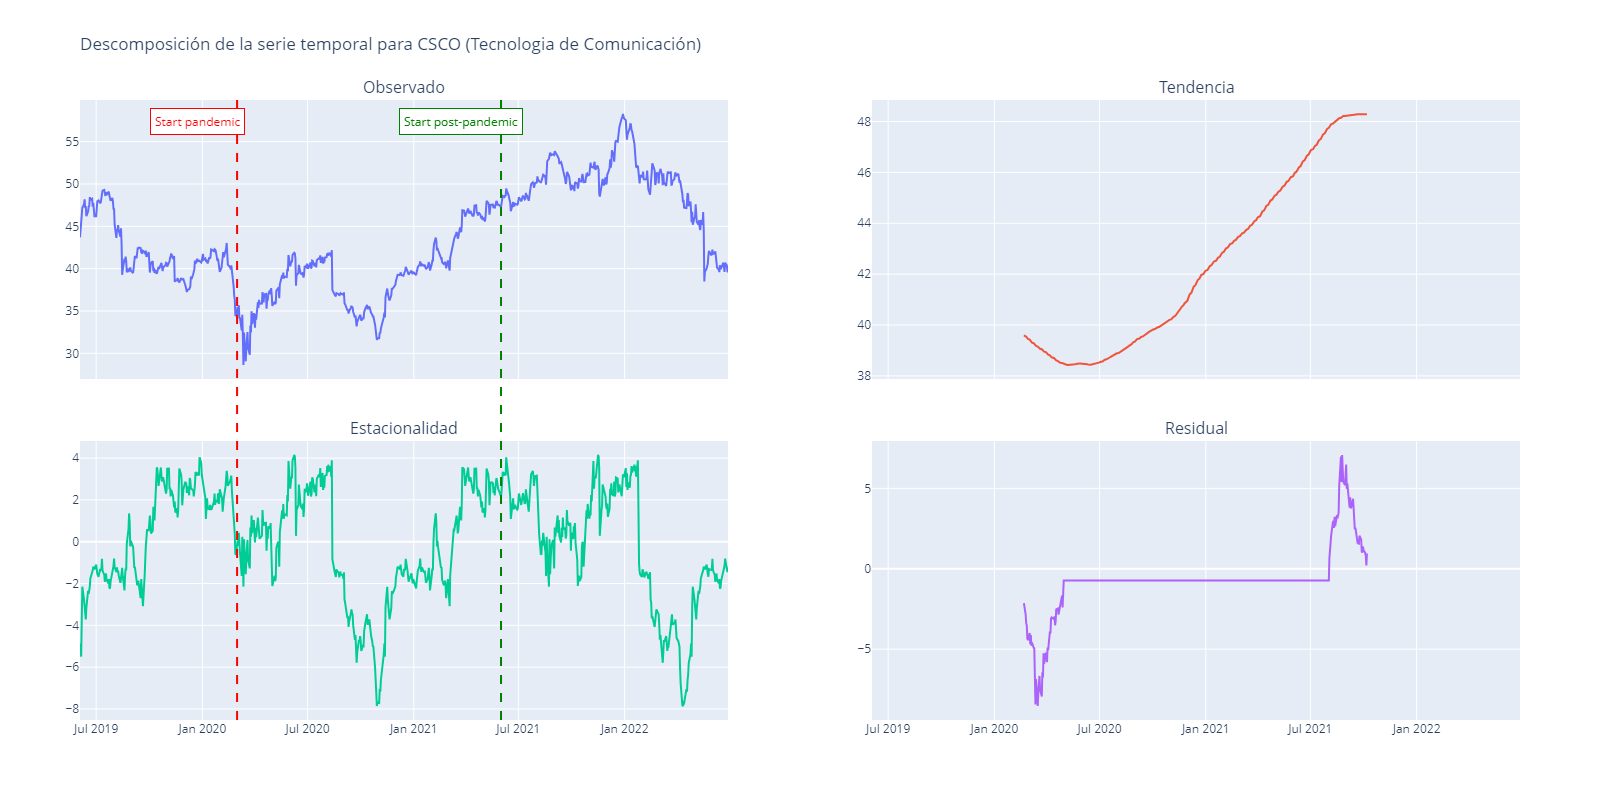 Descomposición de la serie temporal para CSCO (Tecnologia de Comunicación)
Observado
Start pandemic
Start post-pandemic
55
50
45
40
35
30
Tendencia
48
46
44
42
40
38
Estacionalidad
4
2
0
−2
−4
−6
−8
Jul 2019 Jan 2020 Jul 2020 Jan 2021 Jul 2021 Jan 2022
Residual
5
0
−5
Jul 2019 Jan 2020 Jul 2020 Jan 2021 Jul 2021 Jan 2022